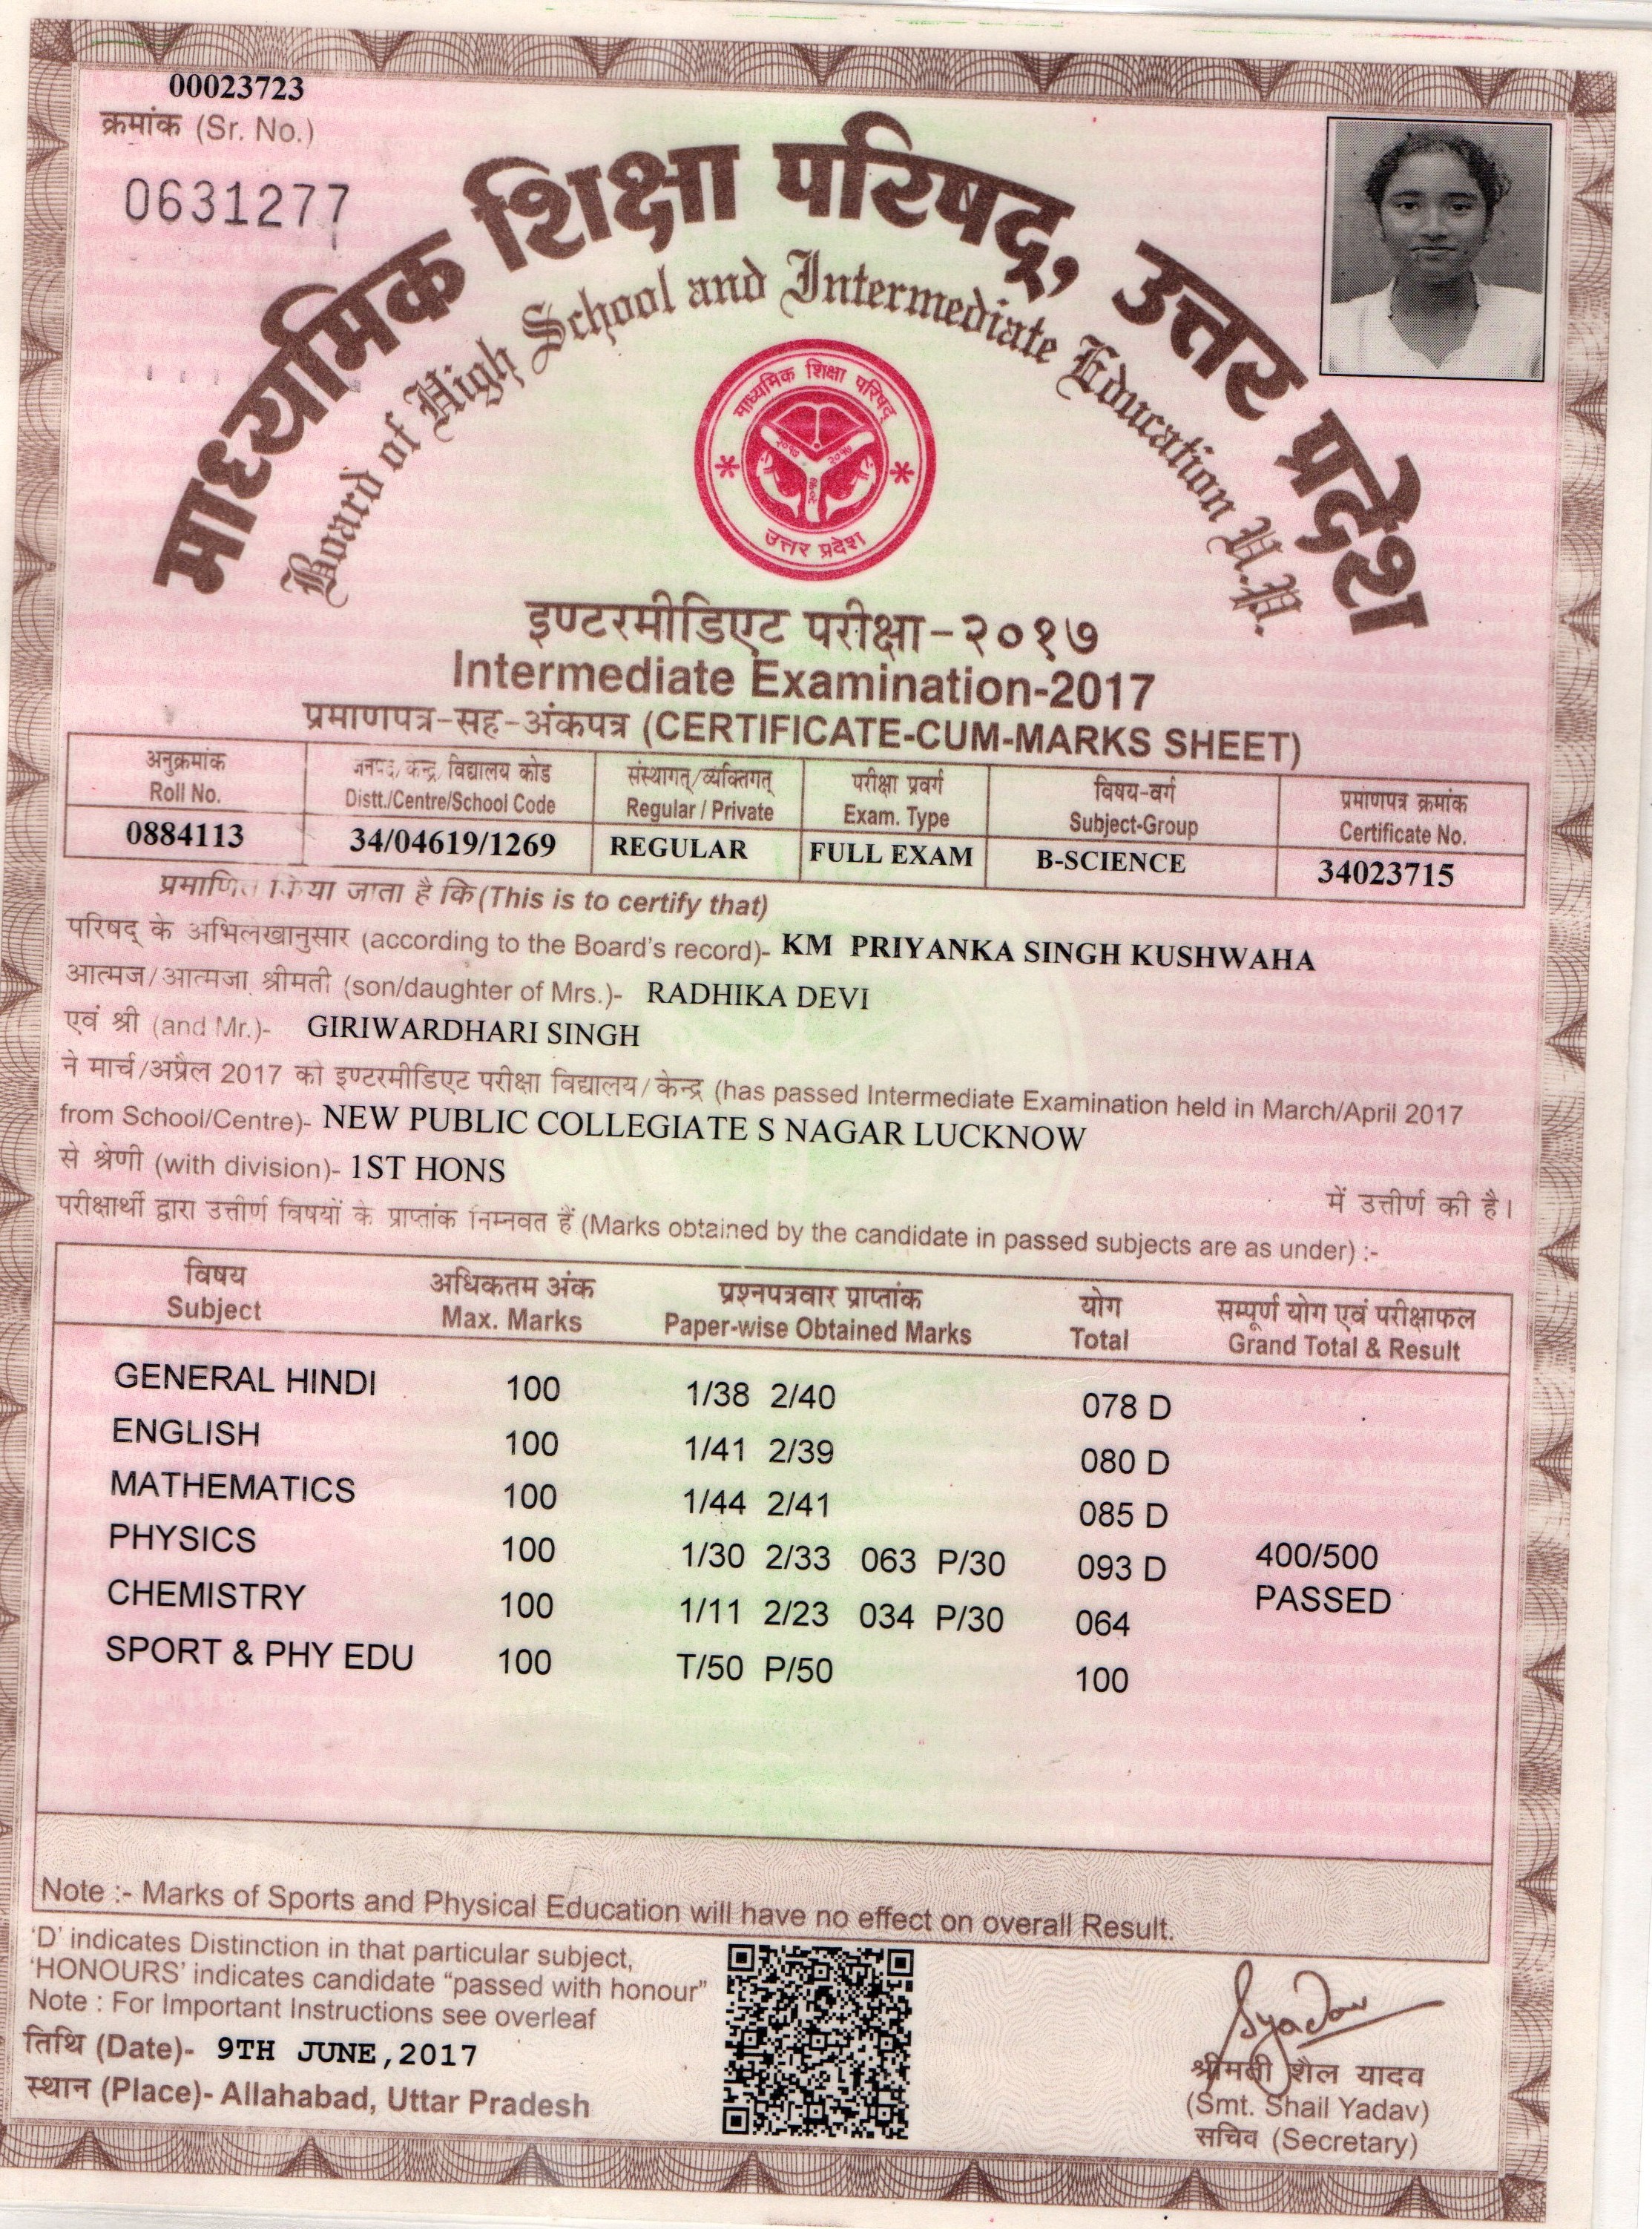 00023723
क्रमांक (Sr. No.)
0631277
माध्यमिक शिक्षा परिषद्, उत्तर प्रदेश
Board of High School and Intermediate Education U.P.
माध्यमिक शिक्षा परिषद्
२०१७ २०१७
२०१७
उत्तर प्रदेश
इण्टरमीडिएट परीक्षा-२०१७
Intermediate Examination-2017
प्रमाणपत्र-सह-अंकपत्र (CERTIFICATE-CUM-MARKS SHEET)
अनुक्रमांक जनपद/केन्द्र/विद्यालय कोड संस्थागत्/व्यक्तिगत् परीक्षा प्रवर्ग विषय-वर्ग प्रमाणपत्र क्रमांक
Roll No. Distt./Centre/School Code Regular / Private Exam. Type Subject-Group Certificate No.
0884113 34/04619/1269 REGULAR FULL EXAM B-SCIENCE 34023715
प्रमाणित किया जाता है कि (This is to certify that)
परिषद् के अभिलेखानुसार (according to the Board's record)- KM PRIYANKA SINGH KUSHWAHA
आत्मज/आत्मजा श्रीमती (son/daughter of Mrs.)- RADHIKA DEVI
एवं श्री (and Mr.)- GIRIWARDHARI SINGH
ने मार्च/अप्रैल 2017 की इण्टरमीडिएट परीक्षा विद्यालय/केन्द्र (has passed Intermediate Examination held in March/April 2017
from School/Centre)- NEW PUBLIC COLLEGIATE S NAGAR LUCKNOW
से श्रेणी (with division)- 1ST HONS
में उत्तीर्ण की है।
परीक्षार्थी द्वारा उत्तीर्ण विषयों के प्राप्तांक निम्नवत हैं (Marks obtained by the candidate in passed subjects are as under) :-
विषय अधिकतम अंक प्रश्नपत्रवार प्राप्तांक योग सम्पूर्ण योग एवं परीक्षाफल
Subject Max. Marks Paper-wise Obtained Marks Total Grand Total & Result
GENERAL HINDI 100 1/38 2/40 078 D
ENGLISH 100 1/41 2/39 080 D
MATHEMATICS 100 1/44 2/41 085 D
PHYSICS 100 1/30 2/33 063 P/30 093 D 400/500
CHEMISTRY 100 1/11 2/23 034 P/30 064 PASSED
SPORT & PHY EDU 100 T/50 P/50 100
Note :- Marks of Sports and Physical Education will have no effect on overall Result.
'D' indicates Distinction in that particular subject,
'HONOURS' indicates candidate "passed with honour"
Note : For Important Instructions see overleaf
तिथि (Date)- 9TH JUNE,2017
स्थान (Place)- Allahabad, Uttar Pradesh
Syadav
श्रीमती शैल यादव
(Smt. Shail Yadav)
सचिव (Secretary)